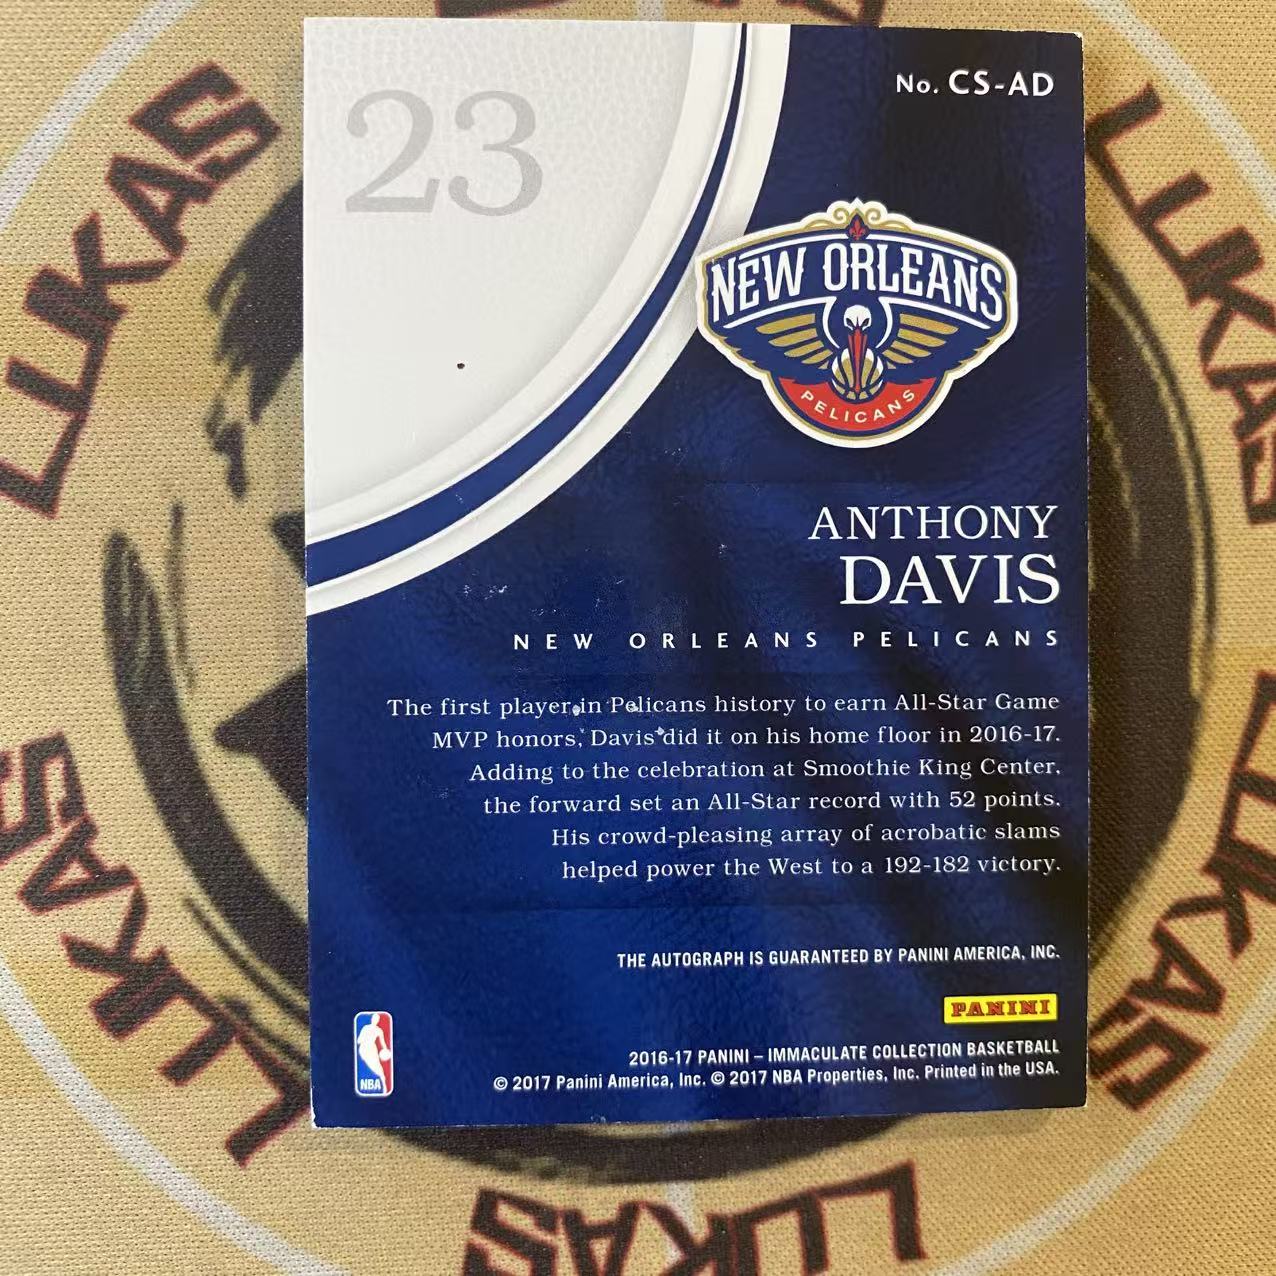 23
No. CS-AD
NEW ORLEANS
PELICANS
ANTHONY
DAVIS
NEW ORLEANS PELICANS
The first player in Pelicans history to earn All-Star Game
MVP honors, Davis did it on his home floor in 2016-17.
Adding to the celebration at Smoothie King Center,
the forward set an All-Star record with 52 points.
His crowd-pleasing array of acrobatic slams
helped power the West to a 192-182 victory.
THE AUTOGRAPH IS GUARANTEED BY PANINI AMERICA, INC.
PANINI
NBA
2016-17 PANINI – IMMACULATE COLLECTION BASKETBALL
© 2017 Panini America, Inc. © 2017 NBA Properties, Inc. Printed in the USA.
LUKAS
LUKAS
LUKAS
LUKAS
LUKAS